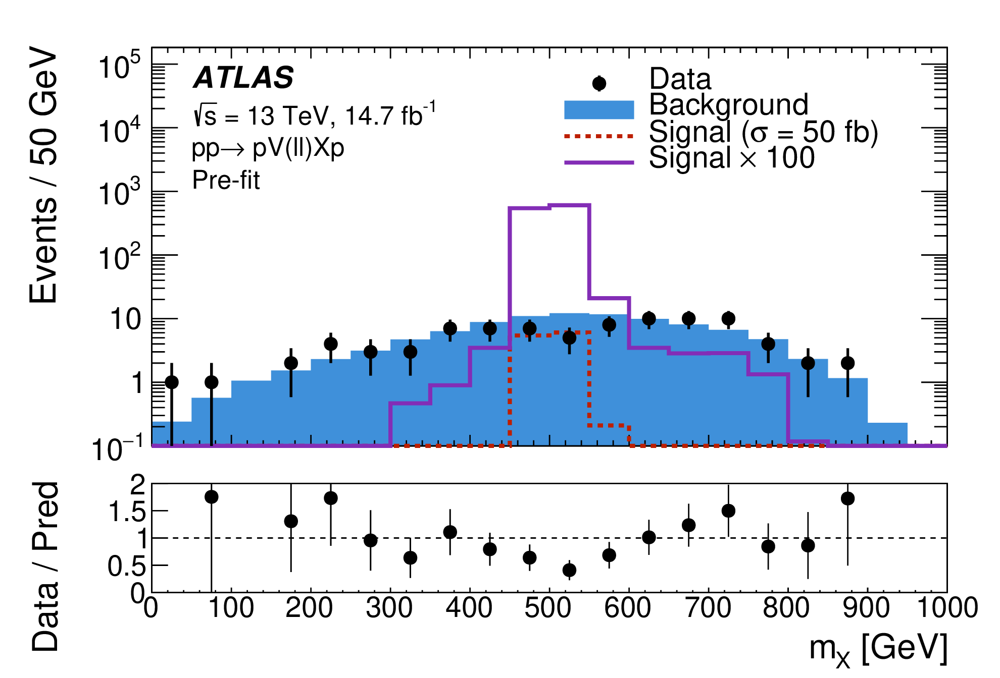 ATLAS
√s = 13 TeV, 14.7 fb⁻¹
pp→ pV(ll)Xp
Pre-fit
Data
Background
Signal (σ = 50 fb)
Signal × 100
Events / 50 GeV
10⁵
10⁴
10³
10²
10
1
10⁻¹
Data / Pred
2
1.5
1
0.5
0
0 100 200 300 400 500 600 700 800 900 1000
m_X [GeV]